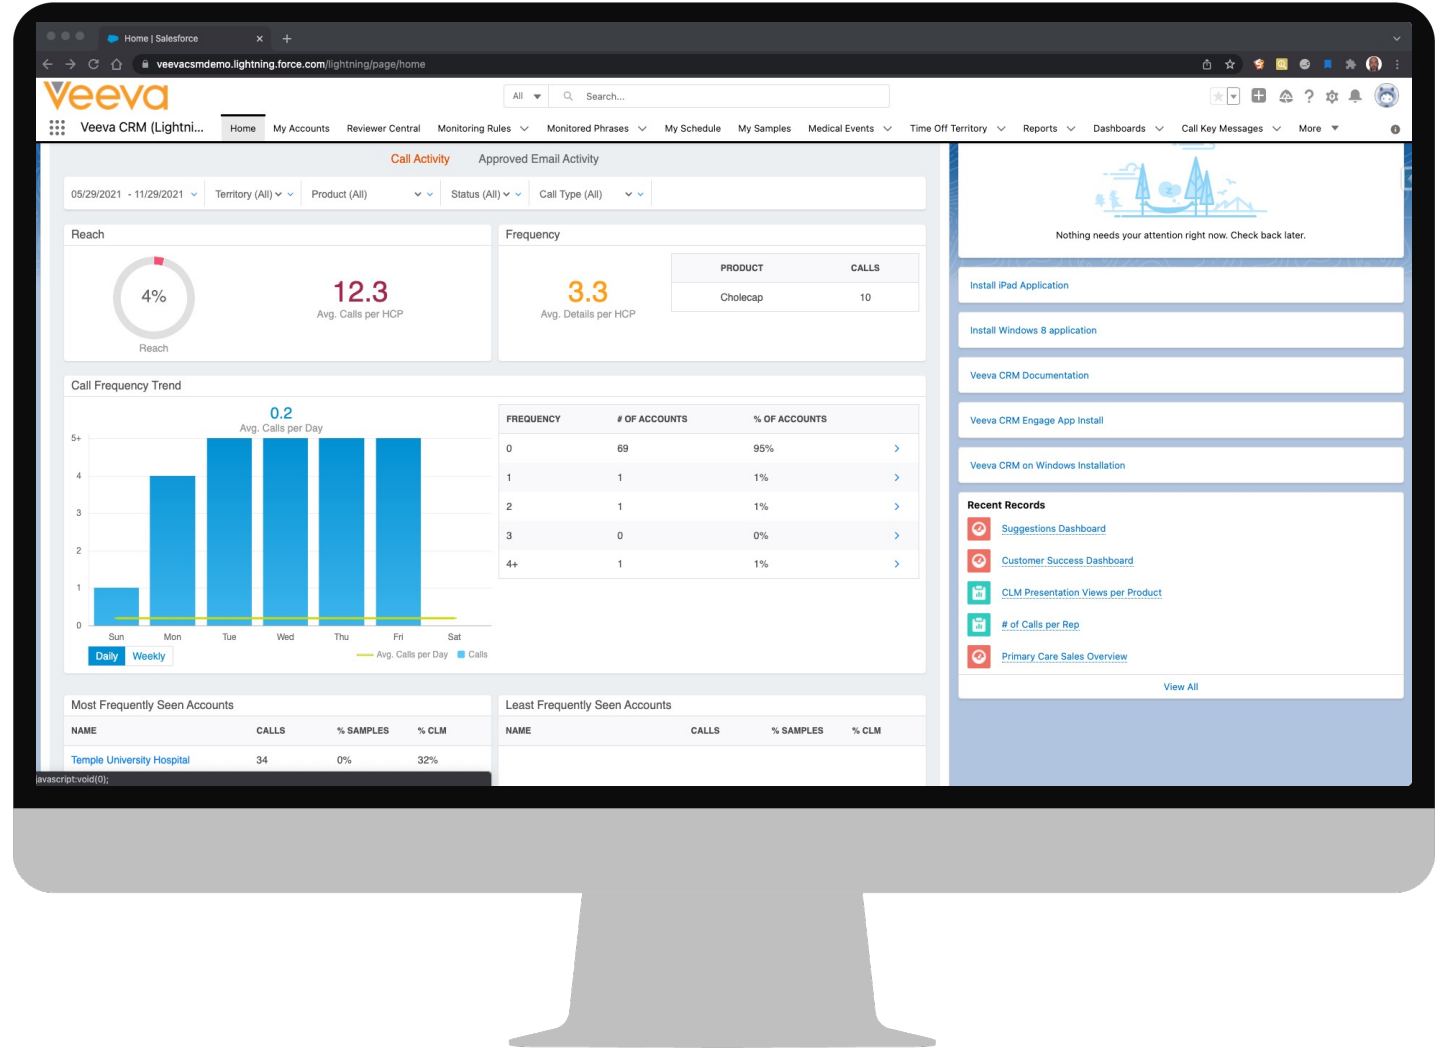 Home | Salesforce
veevacsmdemo.lightning.force.com/lightning/page/home
Veeva
All
Search...
Veeva CRM (Lightni...
Home
My Accounts
Reviewer Central
Monitoring Rules
Monitored Phrases
My Schedule
My Samples
Medical Events
Time Off Territory
Reports
Dashboards
Call Key Messages
More
Call Activity
Approved Email Activity
05/29/2021 - 11/29/2021
Territory (All)
Product (All)
Status (All)
Call Type (All)
Reach
4%
Reach
12.3
Avg. Calls per HCP
Frequency
3.3
Avg. Details per HCP
PRODUCT CALLS
Cholecap 10
Call Frequency Trend
0.2
Avg. Calls per Day
5+
4
3
2
1
0
Sun Mon Tue Wed Thu Fri Sat
Daily Weekly
Avg. Calls per Day Calls
FREQUENCY # OF ACCOUNTS % OF ACCOUNTS
0 69 95%
1 1 1%
2 1 1%
3 0 0%
4+ 1 1%
Most Frequently Seen Accounts
NAME CALLS % SAMPLES % CLM
Temple University Hospital 34 0% 32%
javascript:void(0);
Least Frequently Seen Accounts
NAME CALLS % SAMPLES % CLM
Nothing needs your attention right now. Check back later.
Install iPad Application
Install Windows 8 application
Veeva CRM Documentation
Veeva CRM Engage App Install
Veeva CRM on Windows Installation
Recent Records
Suggestions Dashboard
Customer Success Dashboard
CLM Presentation Views per Product
# of Calls per Rep
Primary Care Sales Overview
View All